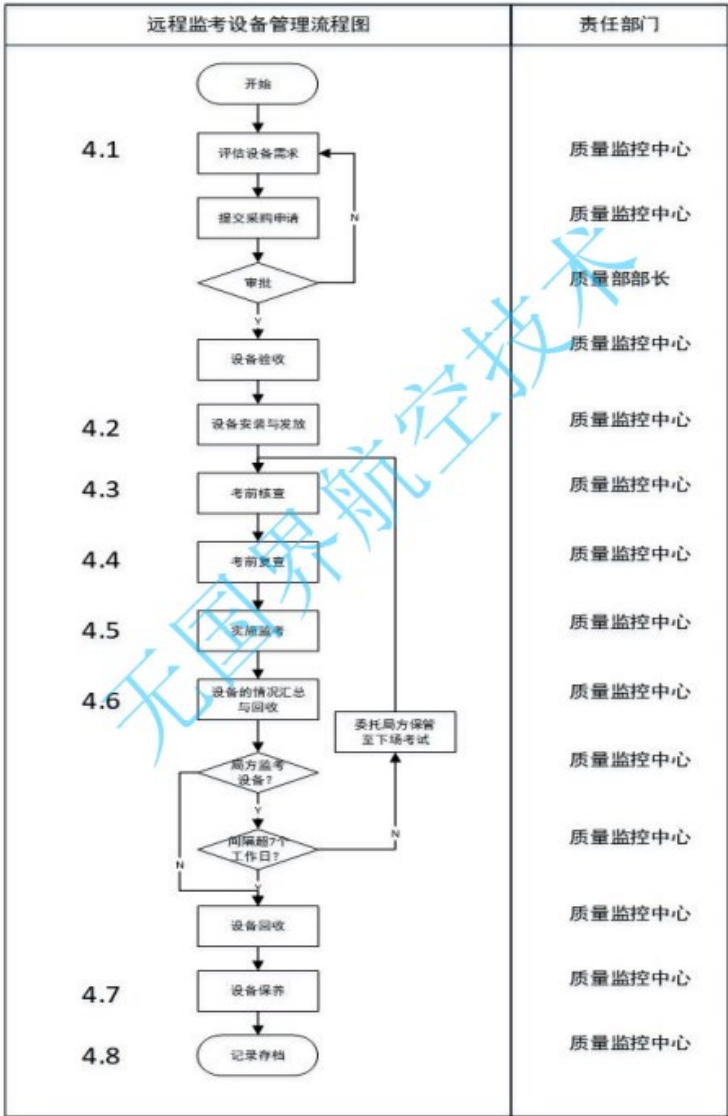 远程监考设备管理流程图
责任部门
开始
4.1
评估设备需求
质量监控中心
提交采购申请
N
质量监控中心
审批
质量部部长
Y
设备验收
质量监控中心
4.2
设备安装与发放
质量监控中心
4.3
考前核查
质量监控中心
4.4
考前复查
质量监控中心
4.5
实施监考
质量监控中心
4.6
设备的情况汇总
与回收
质量监控中心
委托局方保管
至下场考试
局方监考
设备?
质量监控中心
Y
间隔超7个
工作日?
N
质量监控中心
N
Y
设备回收
质量监控中心
4.7
设备保养
质量监控中心
4.8
记录存档
质量监控中心
无国界航空技术